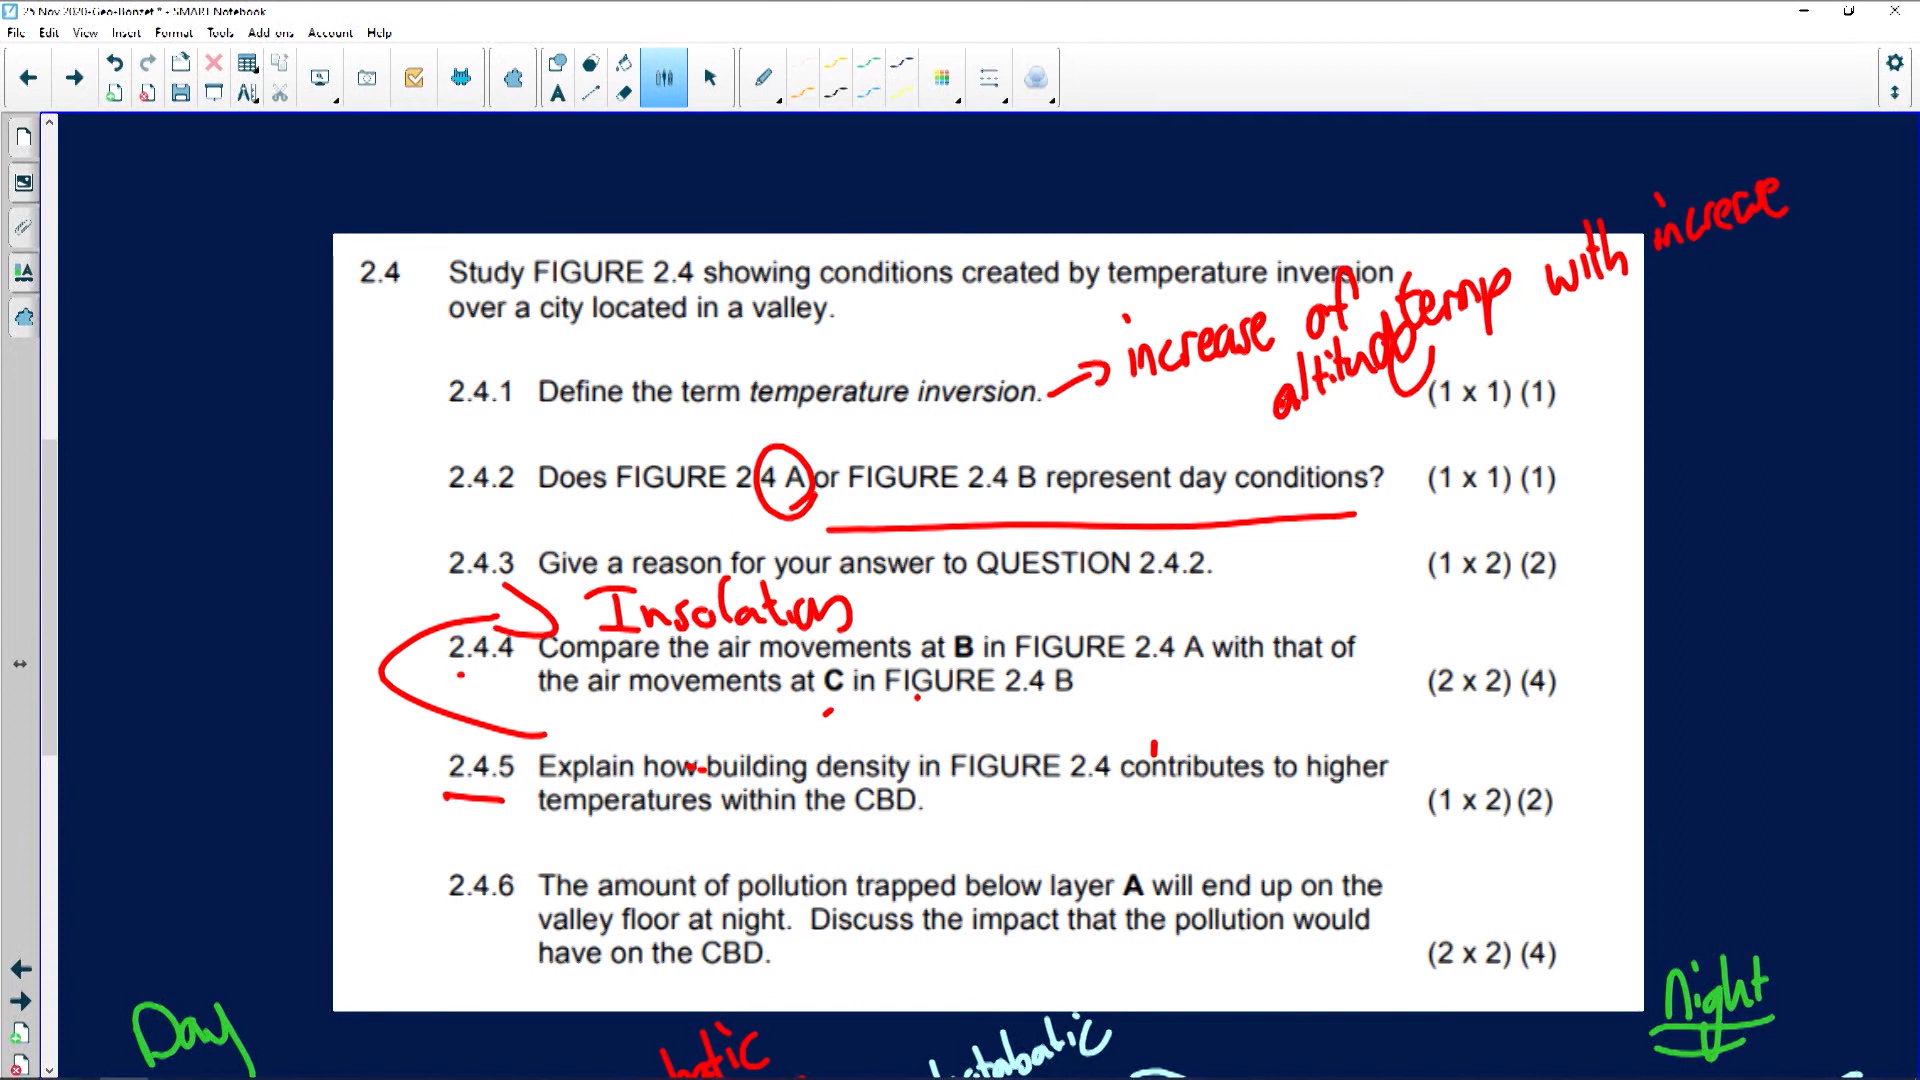 25 Nov 2020-Geo-Bonzet * - SMART Notebook
File Edit View Insert Format Tools Add-ons Account Help
increase
increase of temp with
altitude
2.4 Study FIGURE 2.4 showing conditions created by temperature inversion
over a city located in a valley.
2.4.1 Define the term temperature inversion. (1 x 1) (1)
2.4.2 Does FIGURE 2.4 A or FIGURE 2.4 B represent day conditions? (1 x 1) (1)
2.4.3 Give a reason for your answer to QUESTION 2.4.2. (1 x 2) (2)
Insolation
2.4.4 Compare the air movements at B in FIGURE 2.4 A with that of
the air movements at C in FIGURE 2.4 B (2 x 2) (4)
2.4.5 Explain how building density in FIGURE 2.4 contributes to higher
temperatures within the CBD. (1 x 2) (2)
2.4.6 The amount of pollution trapped below layer A will end up on the
valley floor at night. Discuss the impact that the pollution would
have on the CBD. (2 x 2) (4)
Day
Night